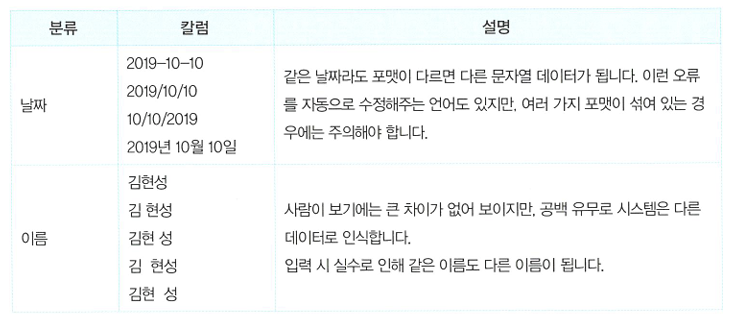 분류 칼럼 설명
날짜
2019-10-10
2019/10/10
10/10/2019
2019년 10월 10일
같은 날짜라도 포맷이 다르면 다른 문자열 데이터가 됩니다. 이런 오류
를 자동으로 수정해주는 언어도 있지만, 여러 가지 포맷이 섞여 있는 경
우에는 주의해야 합니다.
이름
김현성
김 현성
김현 성
김  현성
김현  성
사람이 보기에는 큰 차이가 없어 보이지만, 공백 유무로 시스템은 다른
데이터로 인식합니다.
입력 시 실수로 인해 같은 이름도 다른 이름이 됩니다.